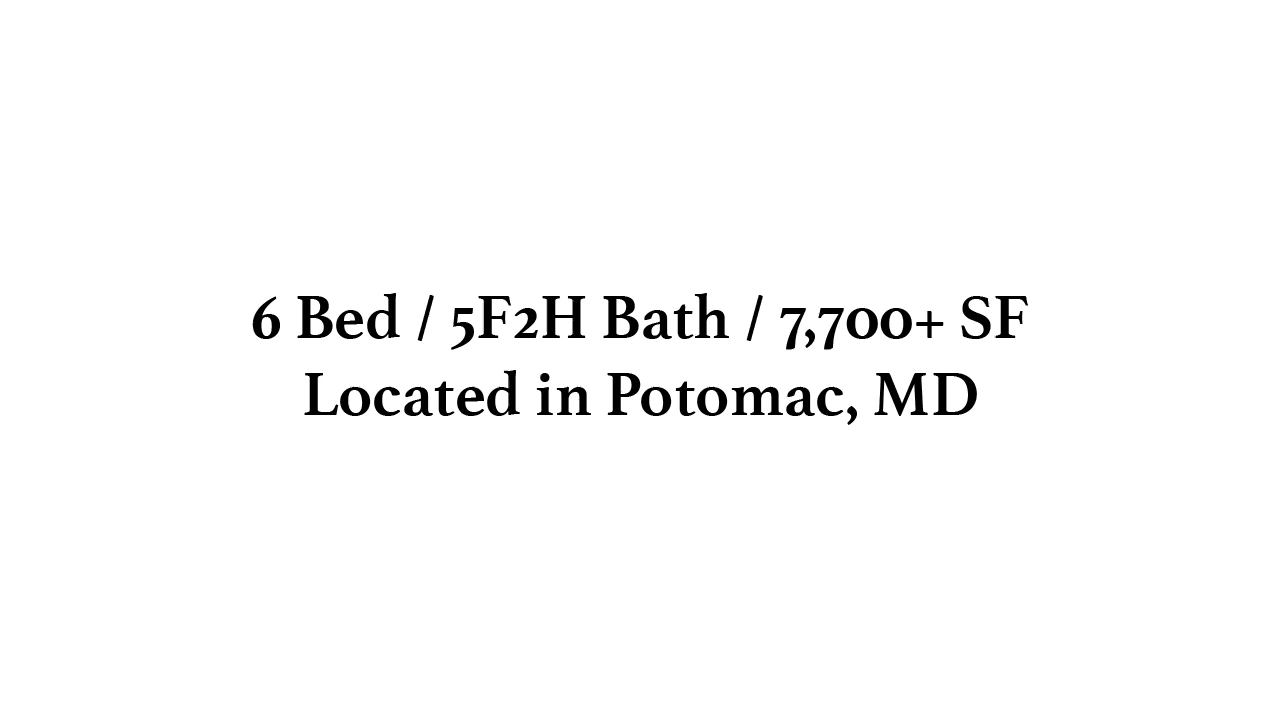 6 Bed / 5F2H Bath / 7,700+ SF
Located in Potomac, MD